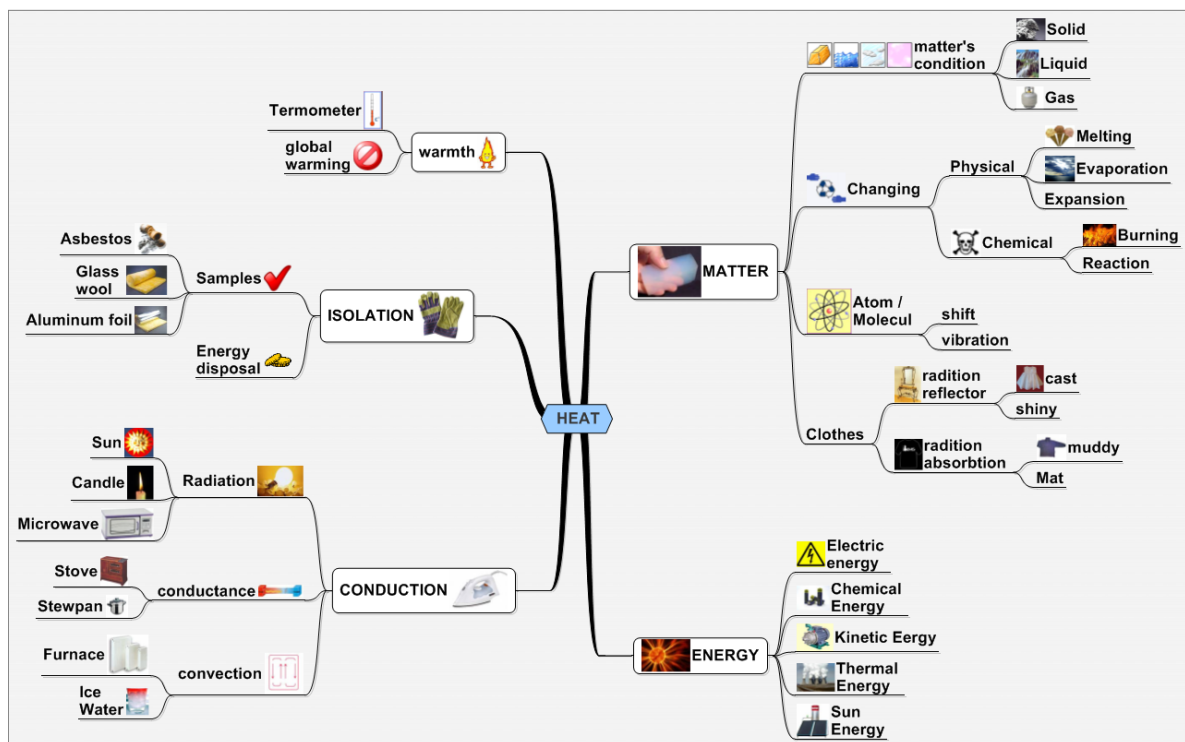 HEAT
warmth
Termometer
global
warming
ISOLATION
Samples
Asbestos
Glass
wool
Aluminum foil
Energy
disposal
CONDUCTION
Radiation
Sun
Candle
Microwave
conductance
Stove
Stewpan
convection
Furnace
Ice
Water
MATTER
matter's
condition
Solid
Liquid
Gas
Changing
Physical
Melting
Evaporation
Expansion
Chemical
Burning
Reaction
Atom /
Molecul
shift
vibration
Clothes
radition
reflector
cast
shiny
radition
absorbtion
muddy
Mat
ENERGY
Electric
energy
Chemical
Energy
Kinetic Eergy
Thermal
Energy
Sun
Energy